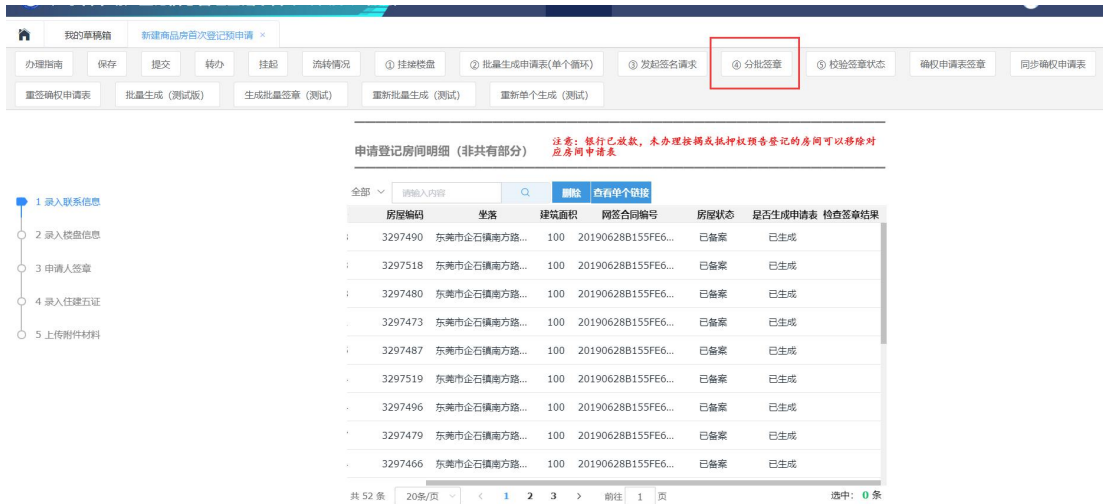 我的草稿箱 新建商品房首次登记预申请 ×
办理指南 保存 提交 转办 挂起 流转情况 ① 挂接楼盘 ② 批量生成申请表(单个循环) ③ 发起签名请求 ④ 分批签章 ⑤ 校验签章状态 确权申请表签章 同步确权申请表
重签确权申请表 批量生成（测试版） 生成批量签章（测试） 重新批量生成（测试） 重新单个生成（测试）
申请登记房间明细（非共有部分） 注意：银行已放款，未办理按揭或抵押权预告登记的房间可以移除对
应房间申请表
1 录入联系信息
2 录入楼盘信息
3 申请人签章
4 录入住建五证
5 上传附件材料
全部 请输入内容 删除 查看单个链接
房屋编码 坐落 建筑面积 网签合同编号 房屋状态 是否生成申请表 检查签章结果
3297490 东莞市企石镇南方路... 100 20190628B155FE6... 已备案 已生成
3297518 东莞市企石镇南方路... 100 20190628B155FE6... 已备案 已生成
3297480 东莞市企石镇南方路... 100 20190628B155FE6... 已备案 已生成
3297473 东莞市企石镇南方路... 100 20190628B155FE6... 已备案 已生成
3297487 东莞市企石镇南方路... 100 20190628B155FE6... 已备案 已生成
3297519 东莞市企石镇南方路... 100 20190628B155FE6... 已备案 已生成
3297496 东莞市企石镇南方路... 100 20190628B155FE6... 已备案 已生成
3297479 东莞市企石镇南方路... 100 20190628B155FE6... 已备案 已生成
3297466 东莞市企石镇南方路... 100 20190628B155FE6... 已备案 已生成
共 52 条 20条/页 < 1 2 3 > 前往 1 页 选中： 0 条